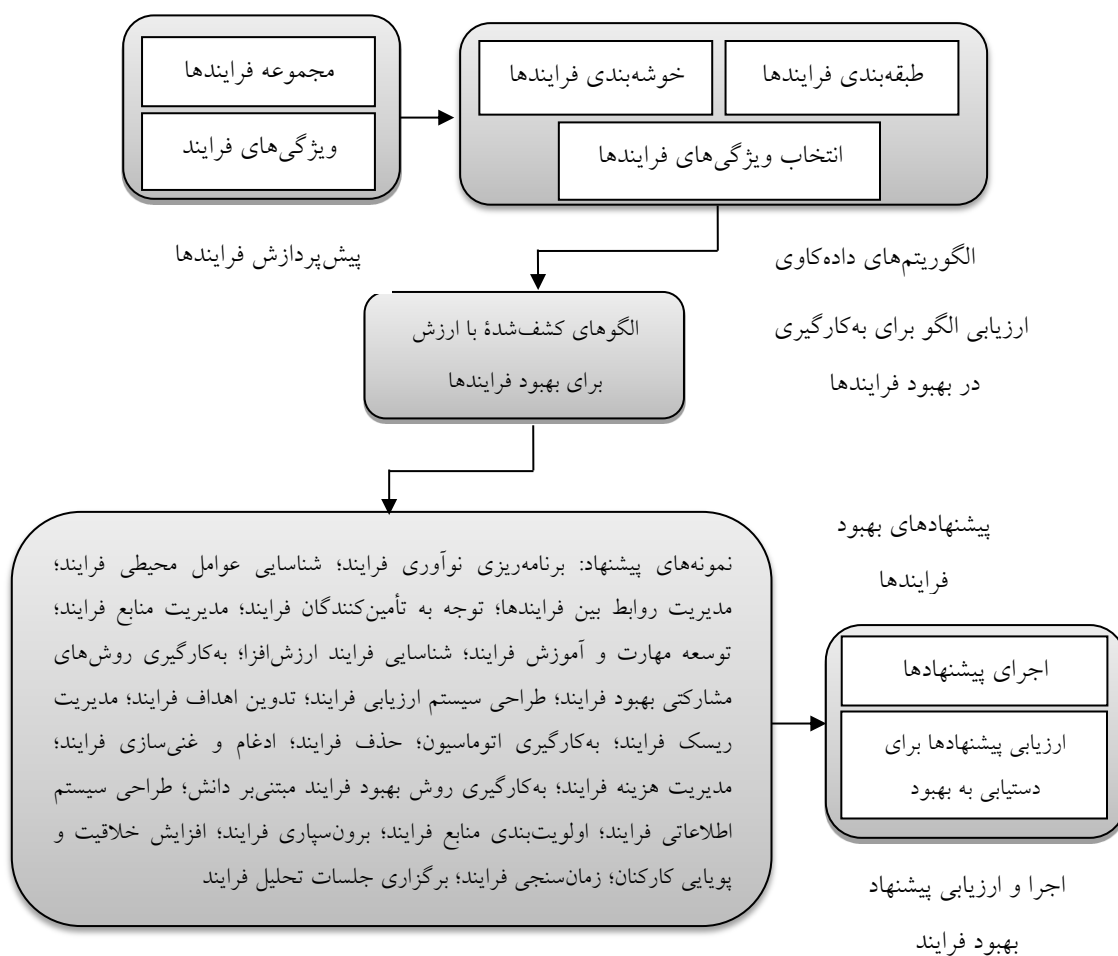 مجموعه فرایندها
ویژگی‌های فرایند
پیش‌پردازش فرایندها
خوشه‌بندی فرایندها
طبقه‌بندی فرایندها
انتخاب ویژگی‌های فرایندها
الگوریتم‌های داده‌کاوی
الگوهای کشف‌شدۀ با ارزش
برای بهبود فرایندها
ارزیابی الگو برای به‌کارگیری
در بهبود فرایندها
پیشنهادهای بهبود
فرایندها
نمونه‌های پیشنهاد: برنامه‌ریزی نوآوری فرایند؛ شناسایی عوامل محیطی فرایند؛
مدیریت روابط بین فرایندها؛ توجه به تأمین‌کنندگان فرایند؛ مدیریت منابع فرایند؛
توسعه مهارت و آموزش فرایند؛ شناسایی فرایند ارزش‌افزا؛ به‌کارگیری روش‌های
مشارکتی بهبود فرایند؛ طراحی سیستم ارزیابی فرایند؛ تدوین اهداف فرایند؛ مدیریت
ریسک فرایند؛ به‌کارگیری اتوماسیون؛ حذف فرایند؛ ادغام و غنی‌سازی فرایند؛
مدیریت هزینه فرایند؛ به‌کارگیری روش بهبود فرایند مبتنی‌بر دانش؛ طراحی سیستم
اطلاعاتی فرایند؛ اولویت‌بندی منابع فرایند؛ برون‌سپاری فرایند؛ افزایش خلاقیت و
پویایی کارکنان؛ زمان‌سنجی فرایند؛ برگزاری جلسات تحلیل فرایند
اجرای پیشنهادها
ارزیابی پیشنهادها برای
دستیابی به بهبود
اجرا و ارزیابی پیشنهاد
بهبود فرایند